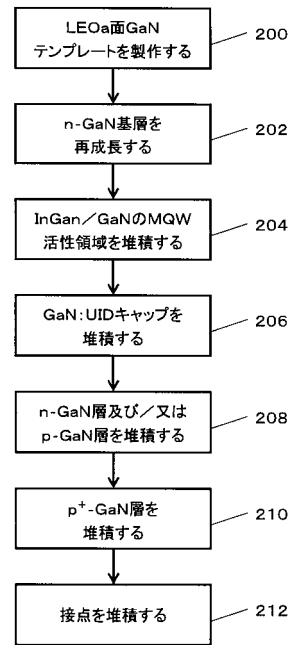 LEOa面GaN
テンプレートを製作する
200
n-GaN基層を
再成長する
202
InGan/GaNのMQW
活性領域を堆積する
204
GaN:UIDキャップを
堆積する
206
n-GaN層及び/又は
p-GaN層を堆積する
208
p⁺-GaN層を
堆積する
210
接点を堆積する
212